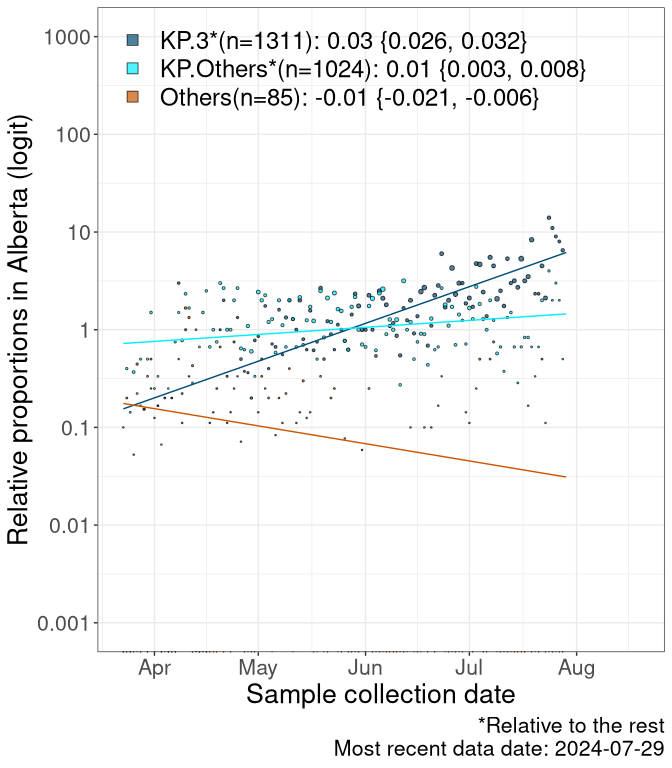 KP.3*(n=1311): 0.03 {0.026, 0.032}
KP.Others*(n=1024): 0.01 {0.003, 0.008}
Others(n=85): -0.01 {-0.021, -0.006}
Relative proportions in Alberta (logit)
1000
100
10
1
0.1
0.01
0.001
Apr May Jun Jul Aug
Sample collection date
*Relative to the rest
Most recent data date: 2024-07-29